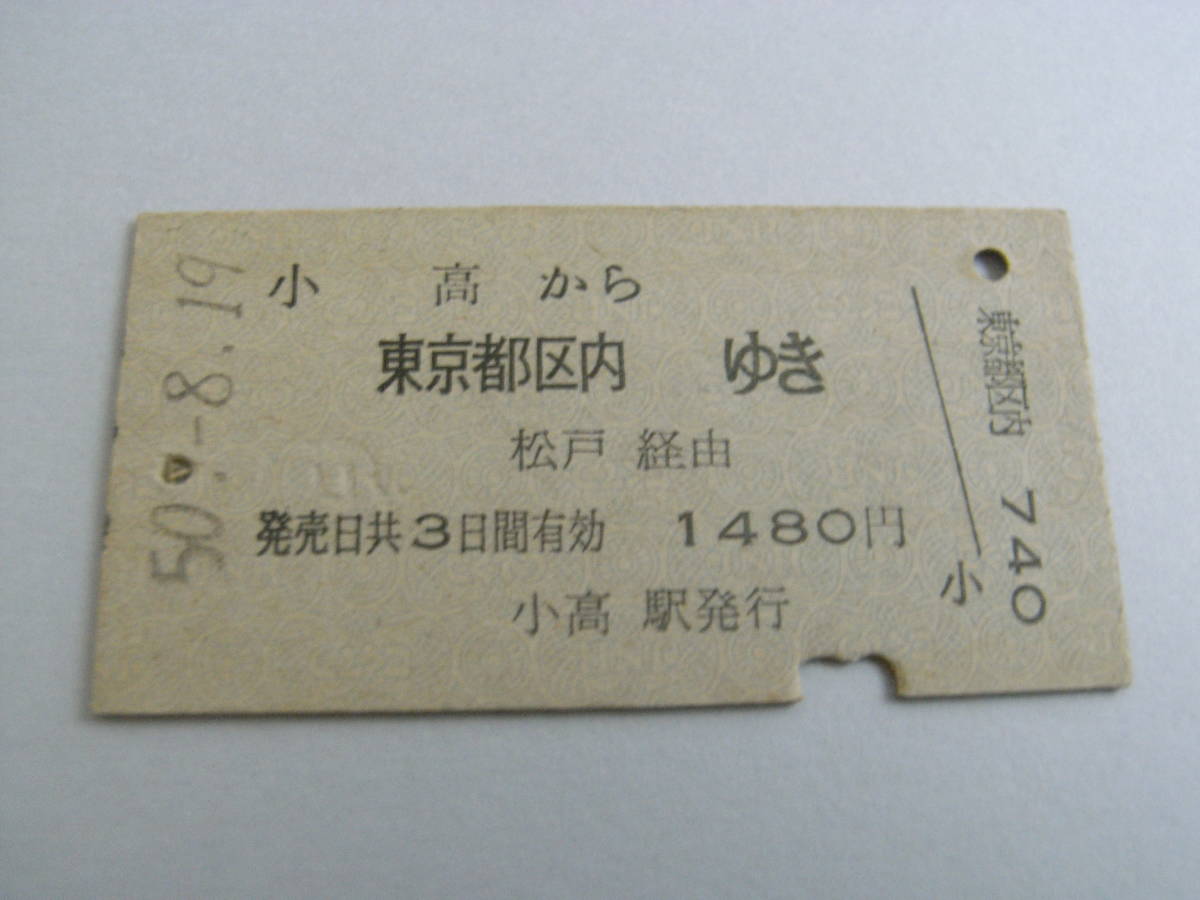 50.-8.19
小高から
東京都区内 ゆき
松戸 経由
発売日共3日間有効 1480円
小高 駅発行
東京都区内 740
小